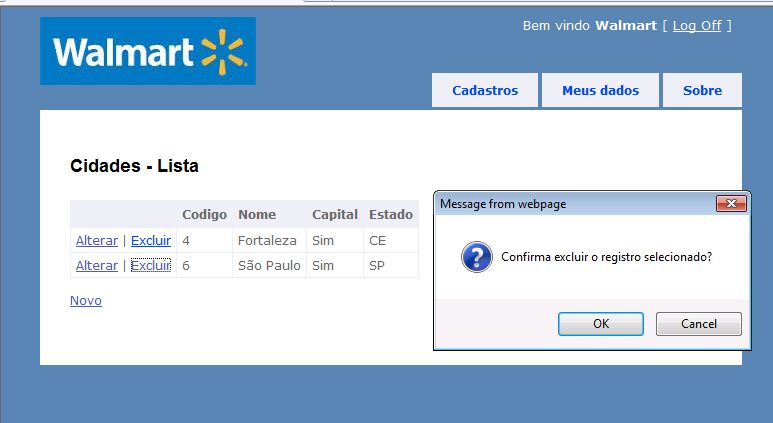 Walmart
Bem vindo Walmart [ Log Off ]
Cadastros Meus dados Sobre
Cidades - Lista
Codigo Nome Capital Estado
Alterar | Excluir 4 Fortaleza Sim CE
Alterar | Excluir 6 São Paulo Sim SP
Novo
Message from webpage
Confirma excluir o registro selecionado?
OK Cancel